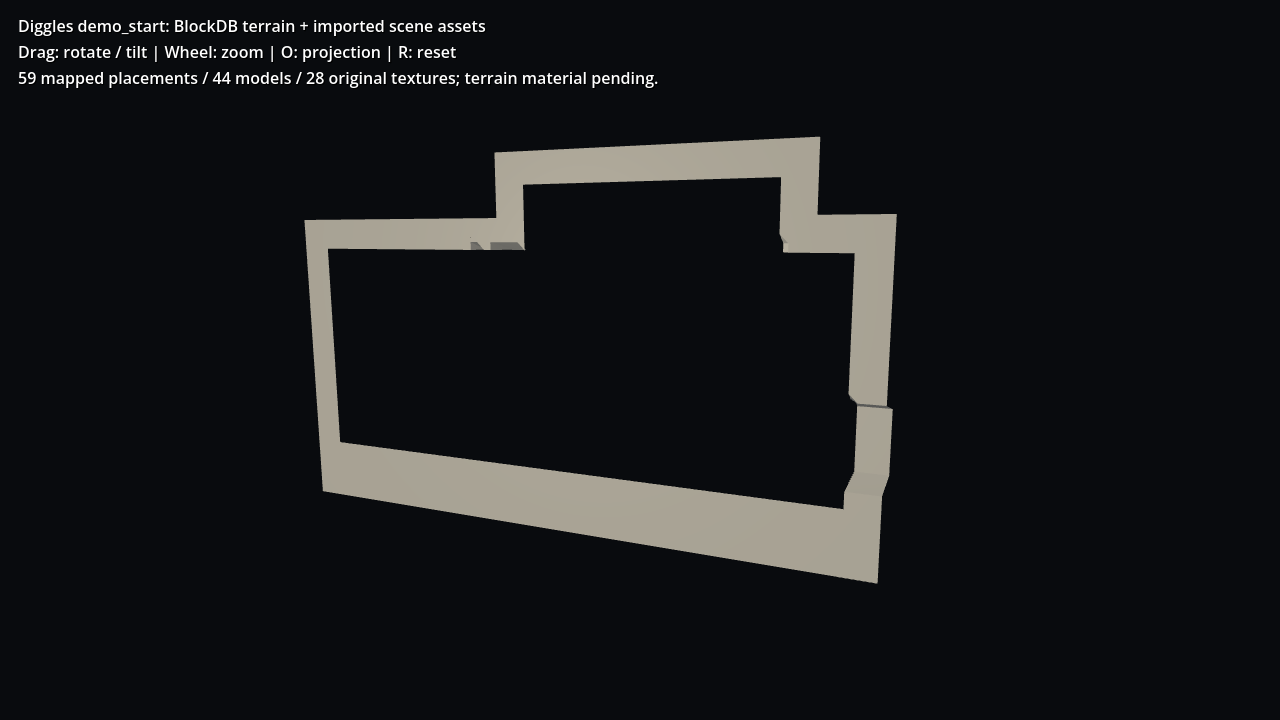 Diggles demo_start: BlockDB terrain + imported scene assets
Drag: rotate / tilt | Wheel: zoom | O: projection | R: reset
59 mapped placements / 44 models / 28 original textures; terrain material pending.